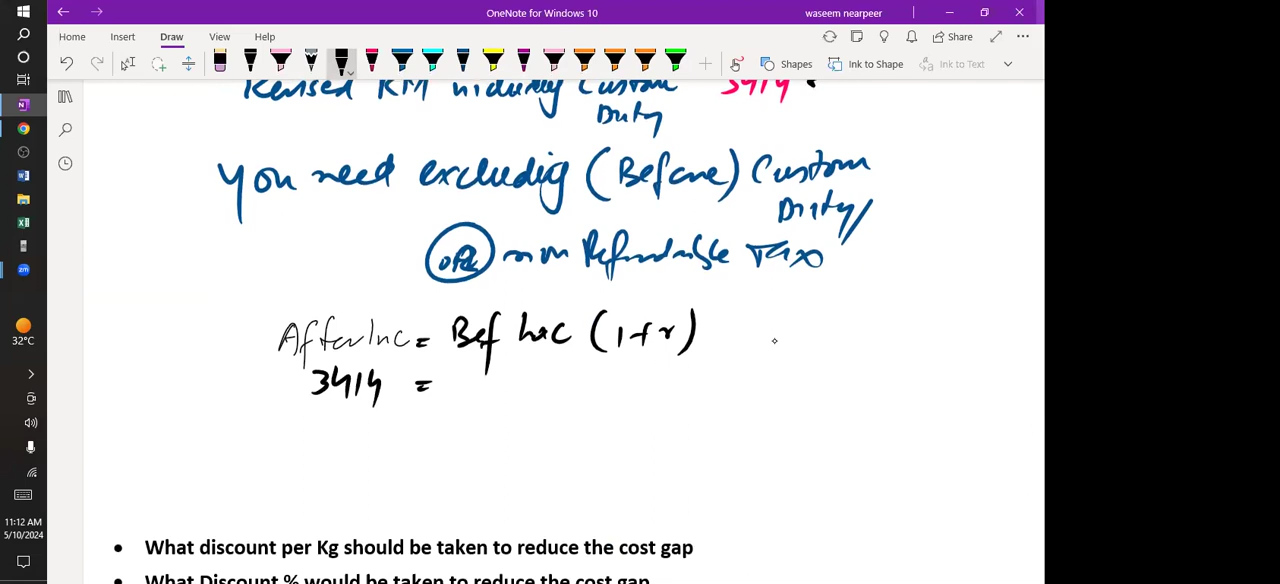 OneNote for Windows 10
waseem nearpeer
Home Insert Draw View Help
Share
Shapes Ink to Shape Ink to Text
Revised RM including Custom 3414
Duty
You need excluding (Before) Custom
Duty/
non Refundable Tax
After Inc = Bef Inc (1+r)
3414 =
32°C
11:12 AM
5/10/2024
• What discount per Kg should be taken to reduce the cost gap
• What Discount % would be taken to reduce the cost gap